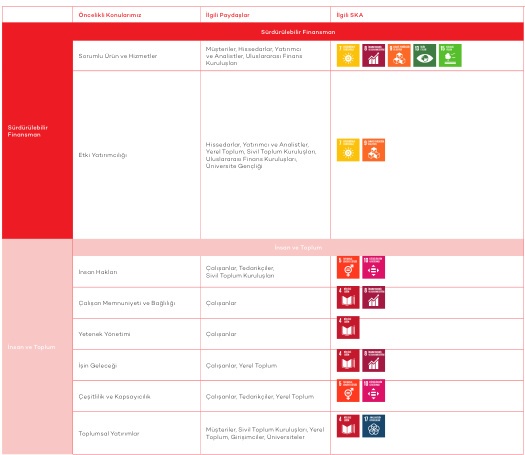 Öncelikli Konularımız
İlgili Paydaşlar
İlgili SKA
Sürdürülebilir Finansman
Sürdürülebilir
Finansman
Sorumlu Ürün ve Hizmetler
Müşteriler, Hissedarlar, Yatırımcı
ve Analistler, Uluslararası Finans
Kuruluşları
7
8
9
13
15
Etki Yatırımcılığı
Hissedarlar, Yatırımcı ve Analistler,
Yerel Toplum, Sivil Toplum Kuruluşları,
Uluslararası Finans Kuruluşları,
Üniversite Gençliği
7
9
İnsan ve Toplum
İnsan ve Toplum
İnsan Hakları
Çalışanlar, Tedarikçiler,
Sivil Toplum Kuruluşları
5
10
Çalışan Memnuniyeti ve Bağlılığı
Çalışanlar
4
8
Yetenek Yönetimi
Çalışanlar
4
İşin Geleceği
Çalışanlar, Yerel Toplum
4
8
Çeşitlilik ve Kapsayıcılık
Çalışanlar, Tedarikçiler, Yerel Toplum
5
10
Toplumsal Yatırımlar
Müşteriler, Sivil Toplum Kuruluşları, Yerel
Toplum, Girişimciler, Üniversiteler
4
17